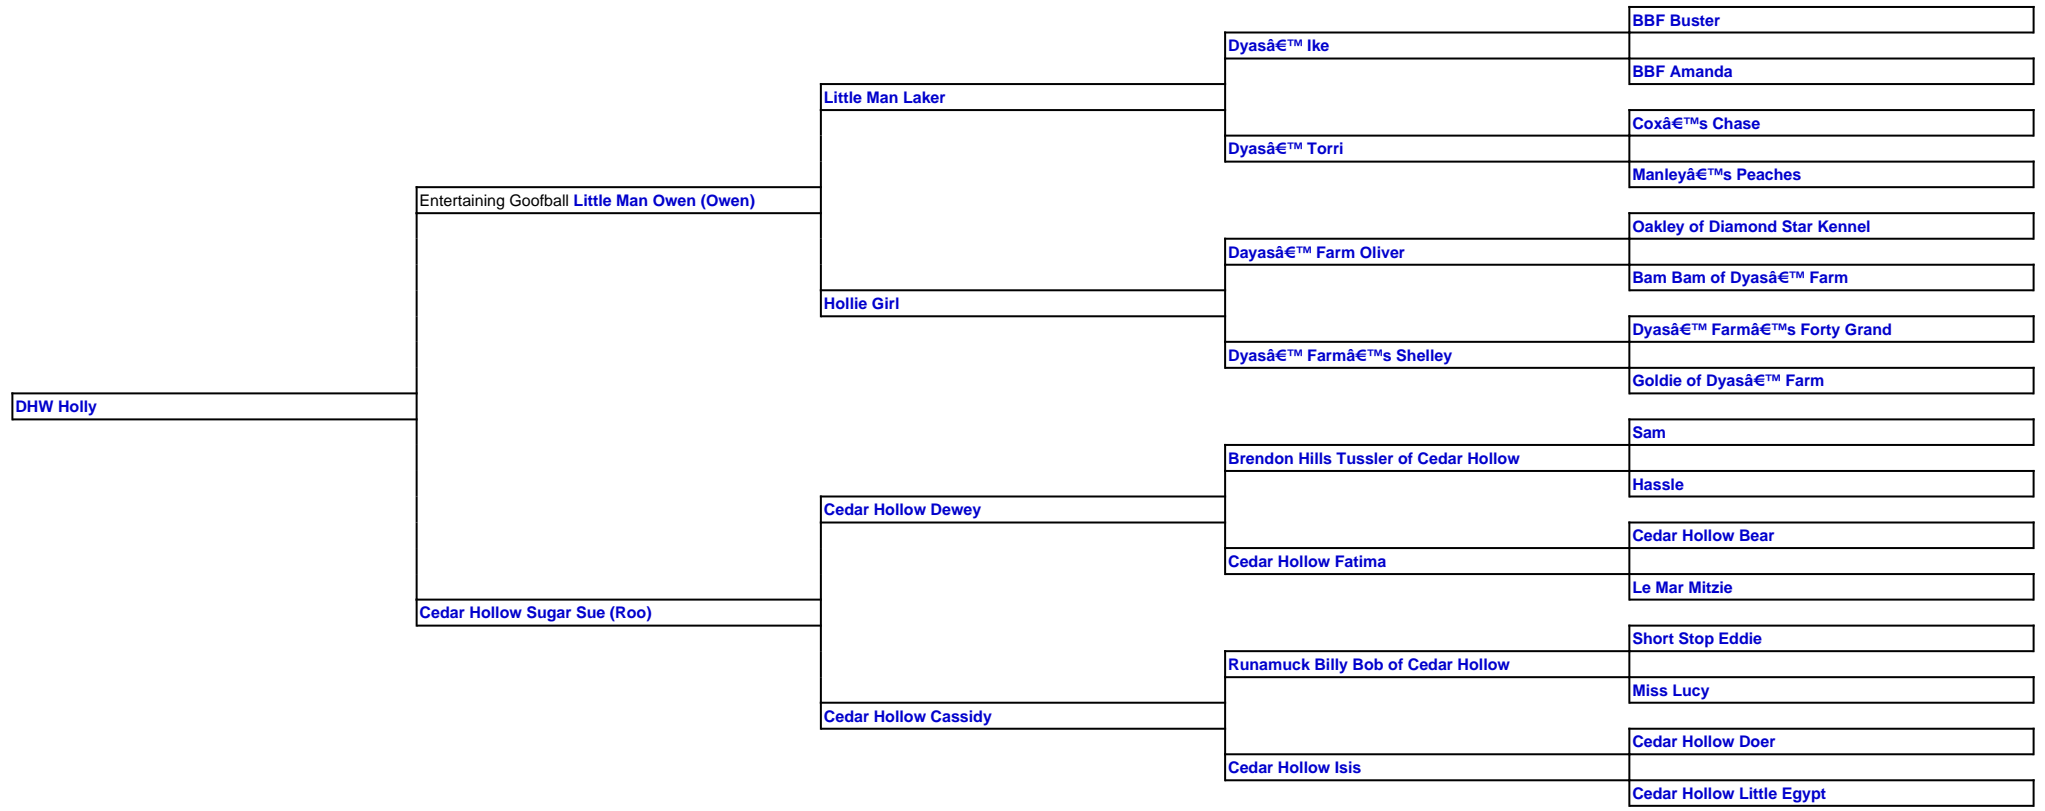 BBF Buster
Dyasâ€™ Ike
BBF Amanda
Little Man Laker
Coxâ€™s Chase
Dyasâ€™ Torri
Manleyâ€™s Peaches
Entertaining Goofball Little Man Owen (Owen)
Oakley of Diamond Star Kennel
Dayasâ€™ Farm Oliver
Bam Bam of Dyasâ€™ Farm
Hollie Girl
Dyasâ€™ Farmâ€™s Forty Grand
Dyasâ€™ Farmâ€™s Shelley
Goldie of Dyasâ€™ Farm
DHW Holly
Sam
Brendon Hills Tussler of Cedar Hollow
Hassle
Cedar Hollow Dewey
Cedar Hollow Bear
Cedar Hollow Fatima
Le Mar Mitzie
Cedar Hollow Sugar Sue (Roo)
Short Stop Eddie
Runamuck Billy Bob of Cedar Hollow
Miss Lucy
Cedar Hollow Cassidy
Cedar Hollow Doer
Cedar Hollow Isis
Cedar Hollow Little Egypt